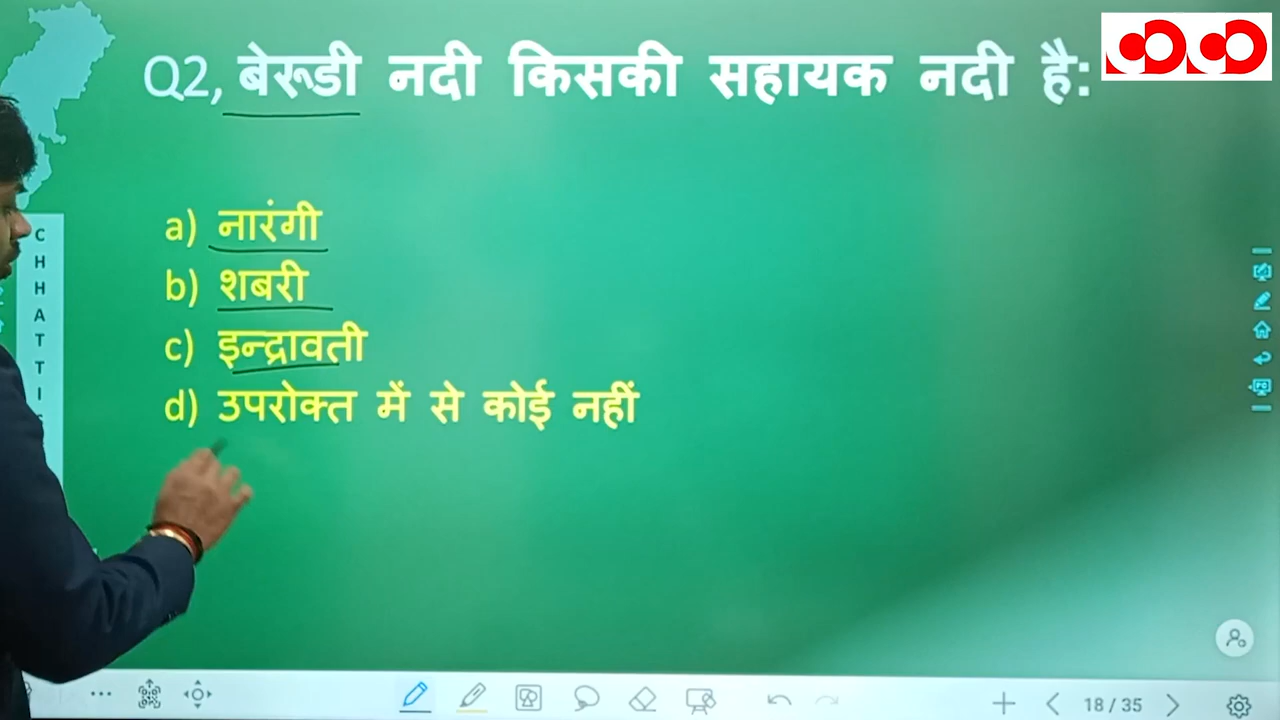 Q2, बेरूडी नदी किसकी सहायक नदी है:
a) नारंगी
b) शबरी
c) इन्द्रावती
d) उपरोक्त में से कोई नहीं
C
H
H
A
T
T
I
18 / 35